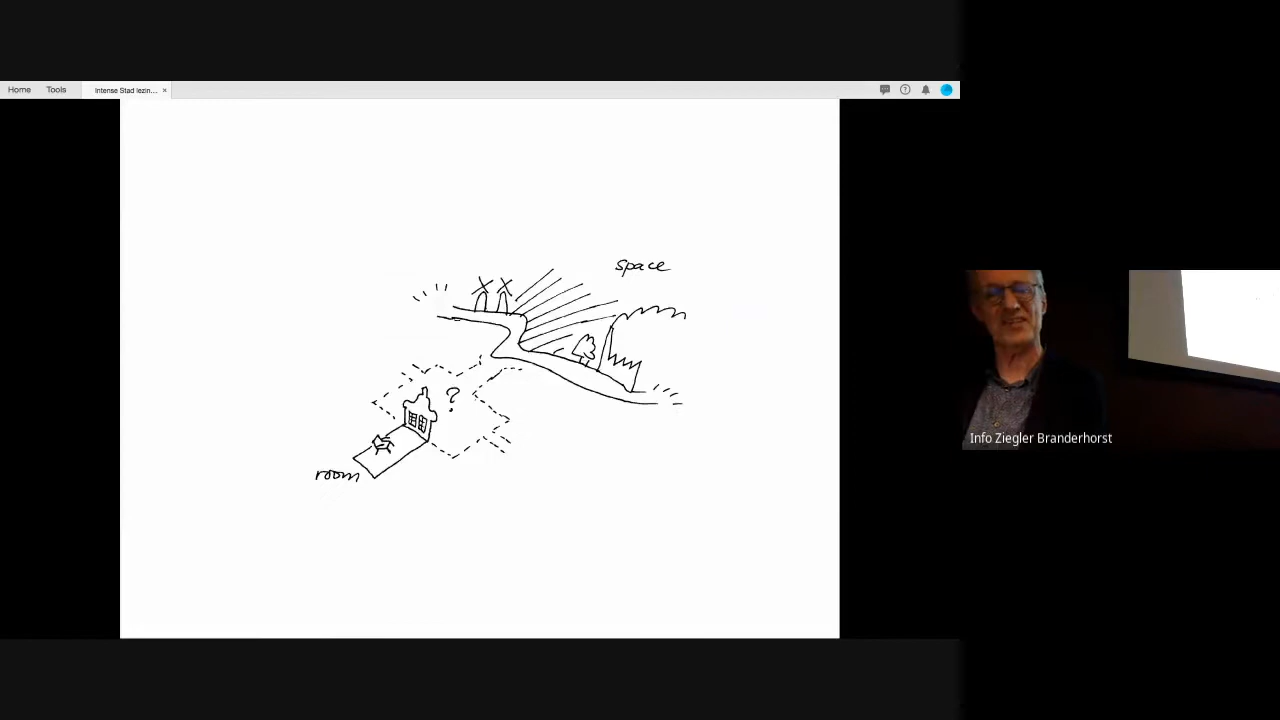 Home Tools Intense Stad lezin... ×
?
space
?
room
Info Ziegler Branderhorst